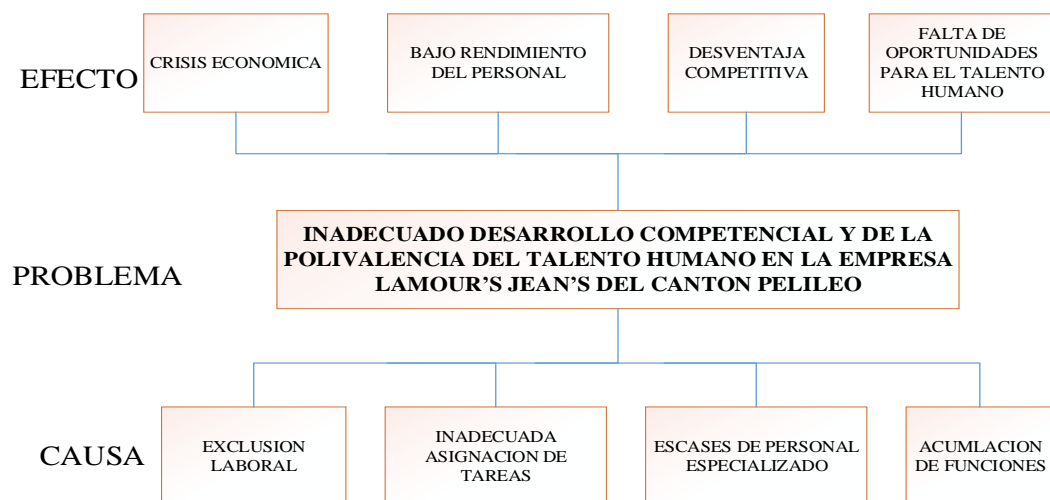 EFECTO
CRISIS ECONOMICA
BAJO RENDIMIENTO
DEL PERSONAL
DESVENTAJA
COMPETITIVA
FALTA DE
OPORTUNIDADES
PARA EL TALENTO
HUMANO
PROBLEMA
INADECUADO DESARROLLO COMPETENCIAL Y DE LA
POLIVALENCIA DEL TALENTO HUMANO EN LA EMPRESA
LAMOUR'S JEAN'S DEL CANTON PELILEO
CAUSA
EXCLUSION
LABORAL
INADECUADA
ASIGNACION DE
TAREAS
ESCASES DE PERSONAL
ESPECIALIZADO
ACUMLACION
DE FUNCIONES